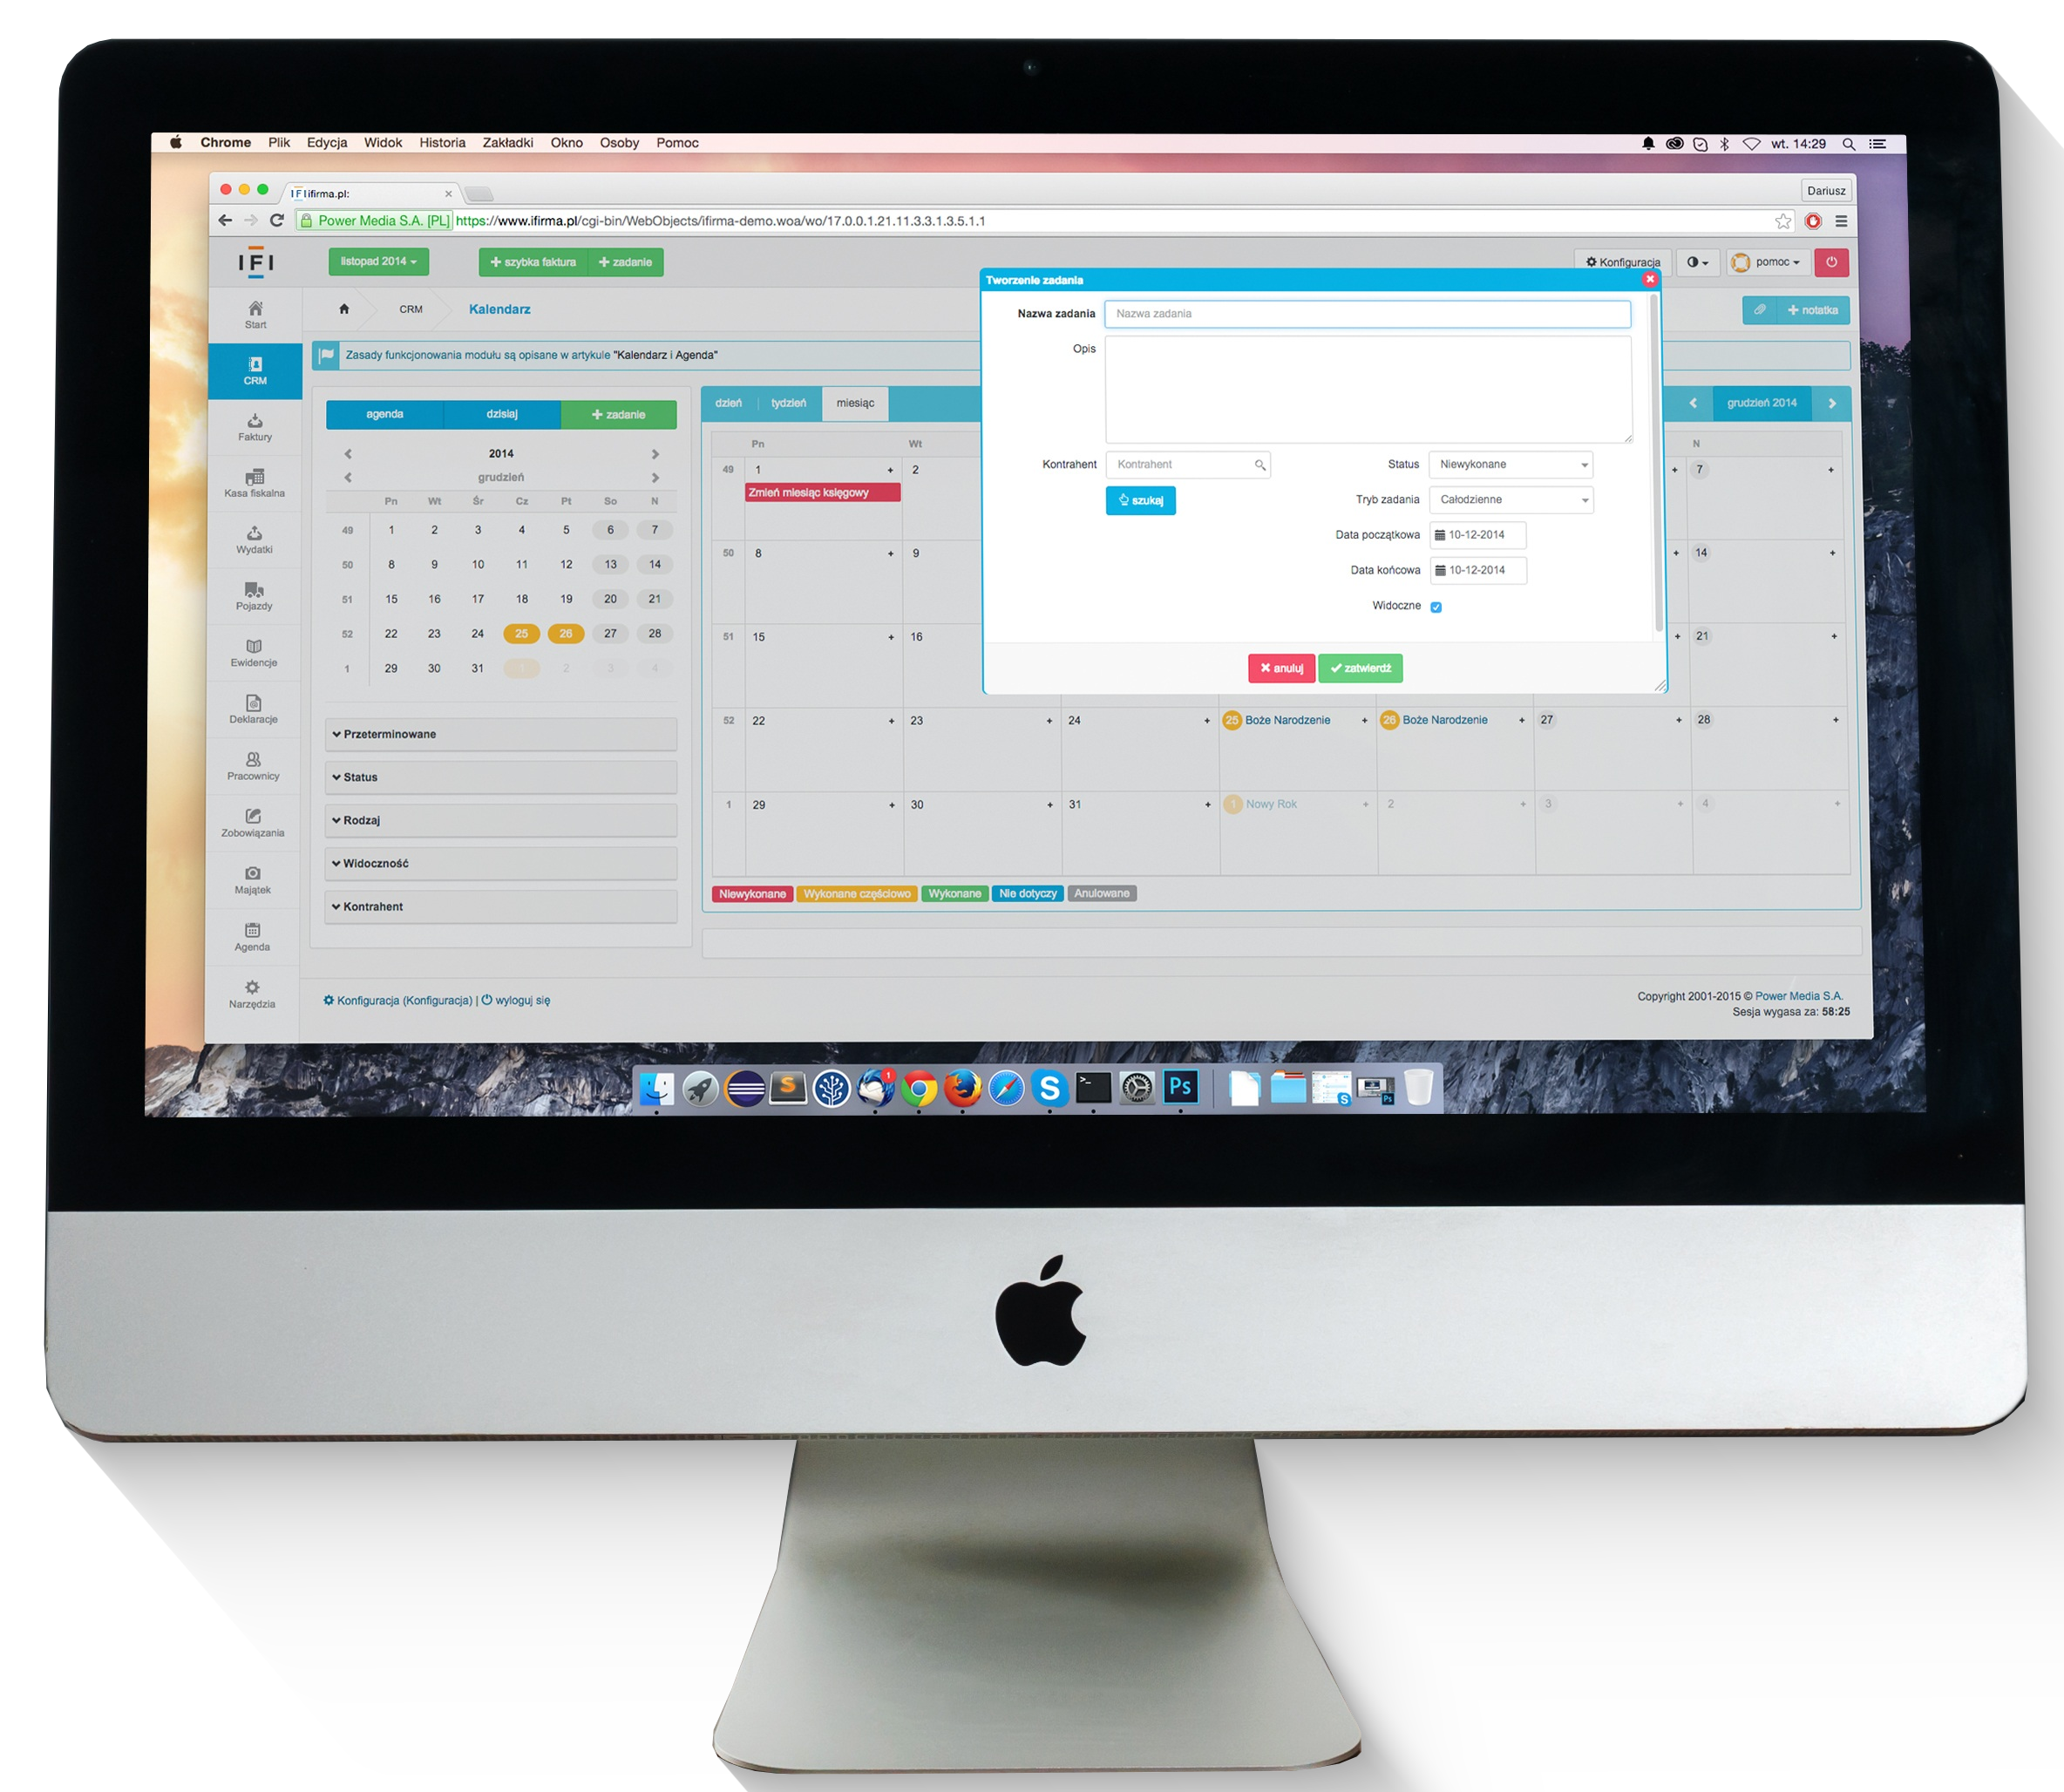 Chrome Plik Edycja Widok Historia Zakładki Okno Osoby Pomoc wt. 14:29
IFI ifirma.pl: Dariusz
Power Media S.A. [PL] https://www.ifirma.pl/cgi-bin/WebObjects/ifirma-demo.woa/wo/17.0.0.1.21.11.3.3.1.3.5.1.1
IFI listopad 2014 + szybka faktura + zadanie Konfiguracja pomoc
Start
CRM
Faktury
Kasa fiskalna
Wydatki
Pojazdy
Ewidencje
Deklaracje
Pracownicy
Zobowiązania
Majątek
Agenda
Narzędzia
CRM Kalendarz + notatka
Zasady funkcjonowania modułu są opisane w artykule "Kalendarz i Agenda"
agenda dzisiaj + zadanie
2014
grudzień
Pn Wt Śr Cz Pt So N
49 1 2 3 4 5 6 7
50 8 9 10 11 12 13 14
51 15 16 17 18 19 20 21
52 22 23 24 25 26 27 28
1 29 30 31 1 2 3 4
Przeterminowane
Status
Rodzaj
Widoczność
Kontrahent
dzień tydzień miesiąc grudzień 2014
Pn Wt N
49 1 + 2 + 7 +
Zmień miesiąc księgowy
50 8 + 9 + 14 +
51 15 + 16 + 21 +
52 22 + 23 + 24 + 25 Boże Narodzenie + 26 Boże Narodzenie + 27 + 28 +
1 29 + 30 + 31 + 1 Nowy Rok + 2 + 3 + 4 +
Niewykonane Wykonane częściowo Wykonane Nie dotyczy Anulowane
Tworzenie zadania
Nazwa zadania Nazwa zadania
Opis
Kontrahent Kontrahent Status Niewykonane
szukaj Tryb zadania Całodzienne
Data początkowa 10-12-2014
Data końcowa 10-12-2014
Widoczne
anuluj zatwierdź
Konfiguracja (Konfiguracja) | wyloguj się
Copyright 2001-2015 © Power Media S.A.
Sesja wygasa za: 58:25
S 1 S >_ Ps S Ps